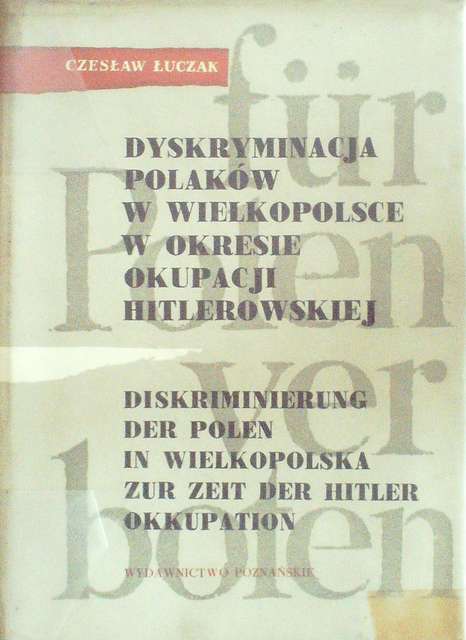 CZESŁAW ŁUCZAK
für
Polen
ver
boten
DYSKRYMINACJA
POLAKÓW
W WIELKOPOLSCE
W OKRESIE
OKUPACJI
HITLEROWSKIEJ
DISKRIMINIERUNG
DER POLEN
IN WIELKOPOLSKA
ZUR ZEIT DER HITLER
OKKUPATION
WYDAWNICTWO POZNAŃSKIE